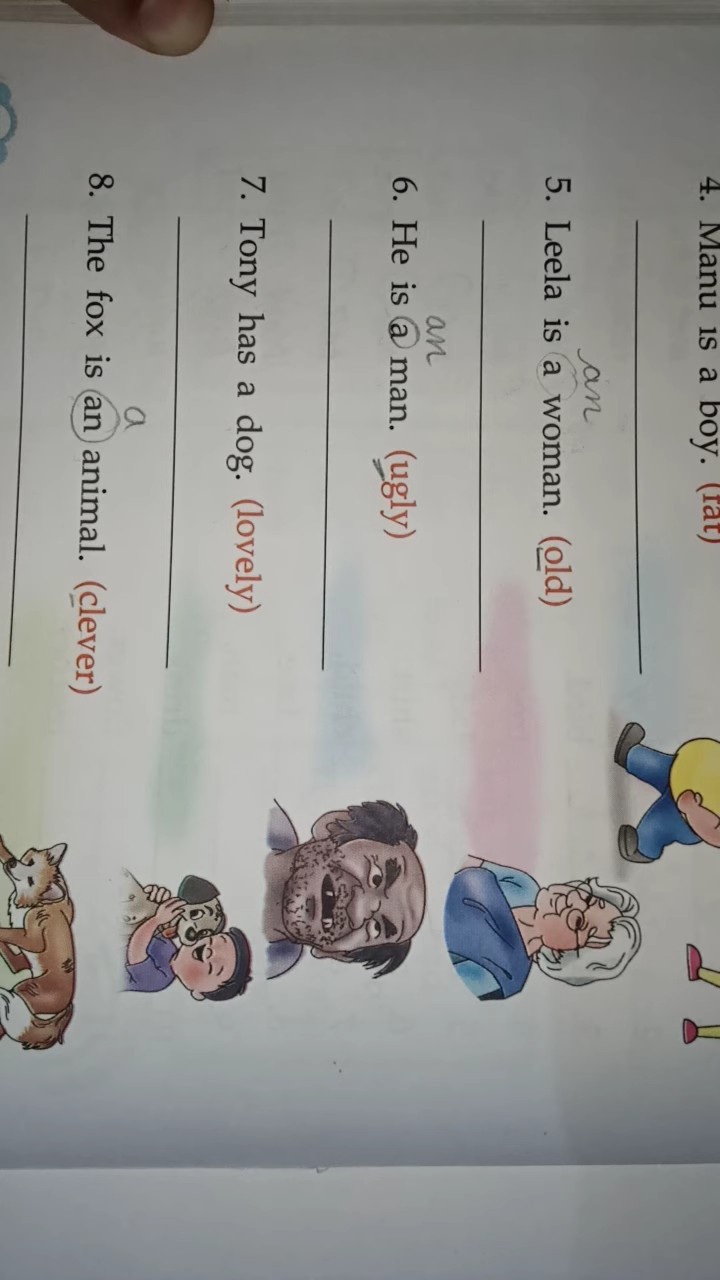 4. Manu is a boy. (fat)
an
5. Leela is a woman. (old)
an
6. He is a man. (ugly)
7. Tony has a dog. (lovely)
a
8. The fox is an animal. (clever)